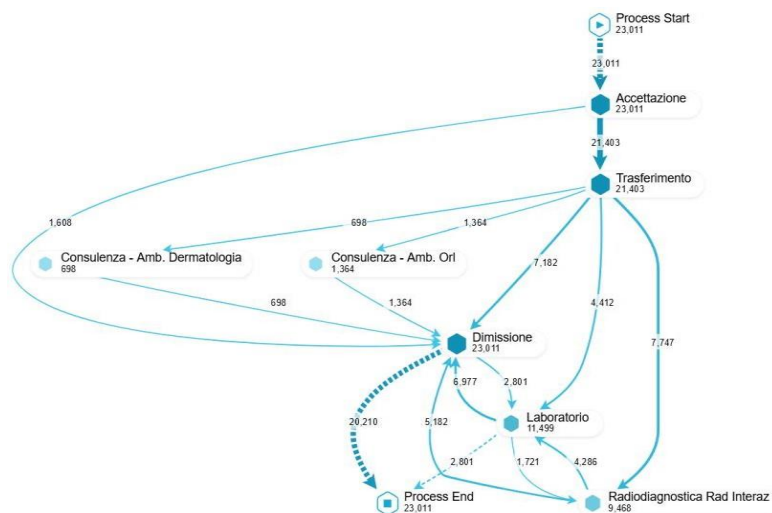 Process Start
23,011
23,011
Accettazione
23,011
21,403
Trasferimento
21,403
1,608
698
1,364
Consulenza - Amb. Dermatologia
698
Consulenza - Amb. Orl
1,364
7,182
698
1,364
4,412
Dimissione
23,011
7,747
6,977
2,801
Laboratorio
11,499
20,210
5,182
2,801
1,721
4,286
Process End
23,011
Radiodiagnostica Rad Interaz
9,468